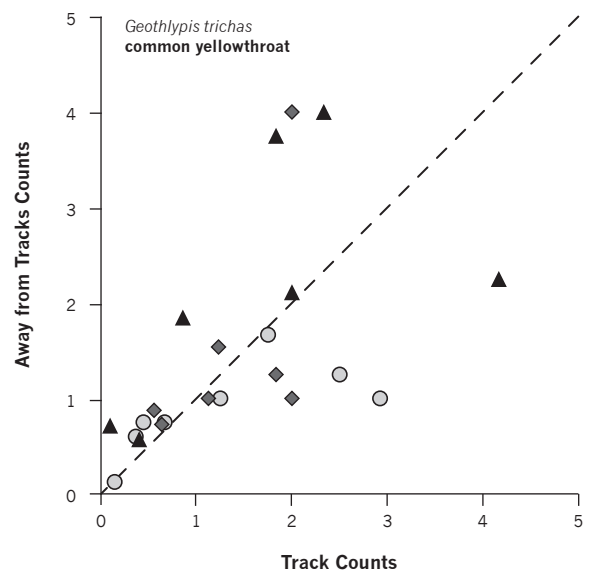 Geothlypis trichas
common yellowthroat
5
4
3
2
1
0
Away from Tracks Counts
0 1 2 3 4 5
Track Counts